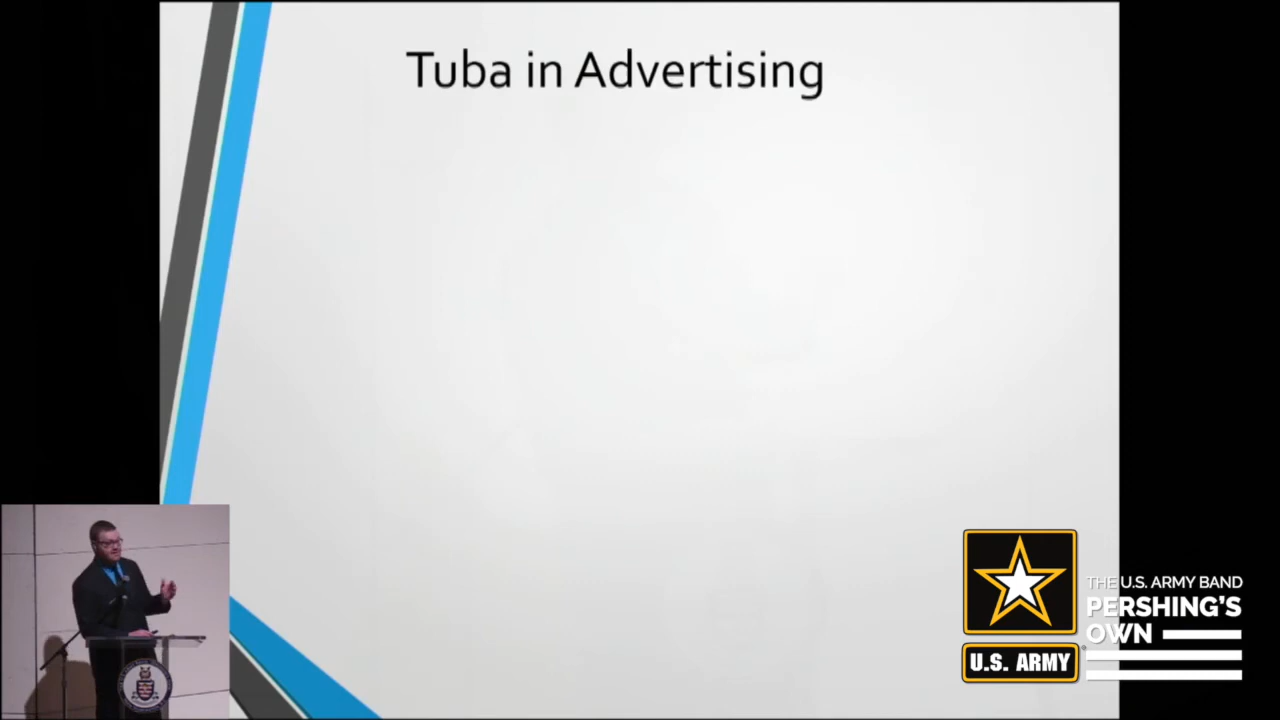 Tuba in Advertising
THE U.S. ARMY BAND
PERSHING'S
OWN
U.S. ARMY